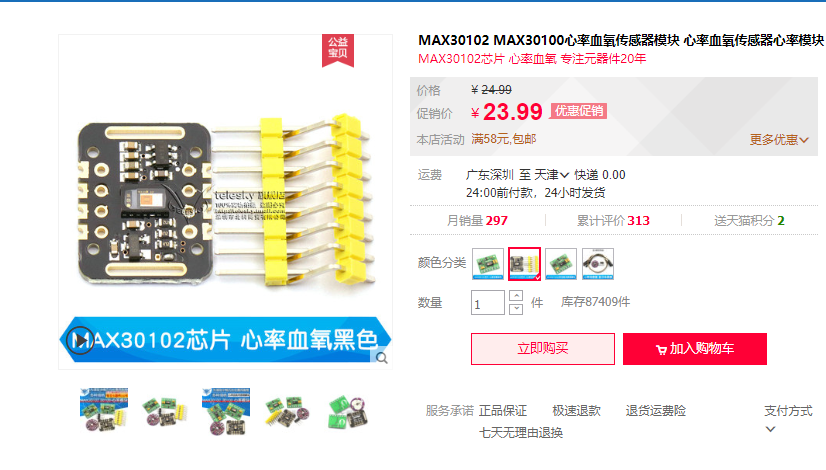 公益
宝贝
telesky 旗舰店
MAX30102芯片 心率血氧黑色
MAX30102 MAX30100心率血氧传感器模块 心率血氧传感器心率模块
MAX30102芯片 心率血氧 专注元器件20年
价格 ¥ 24.99
促销价 ¥ 23.99 优惠促销
本店活动 满58元,包邮 更多优惠
运费 广东深圳 至 天津 快递 0.00
24:00前付款，24小时发货
月销量 297 累计评价 313 送天猫积分 2
颜色分类
数量 1 件 库存87409件
立即购买 加入购物车
服务承诺 正品保证 极速退款 退货运费险 支付方式
七天无理由退换